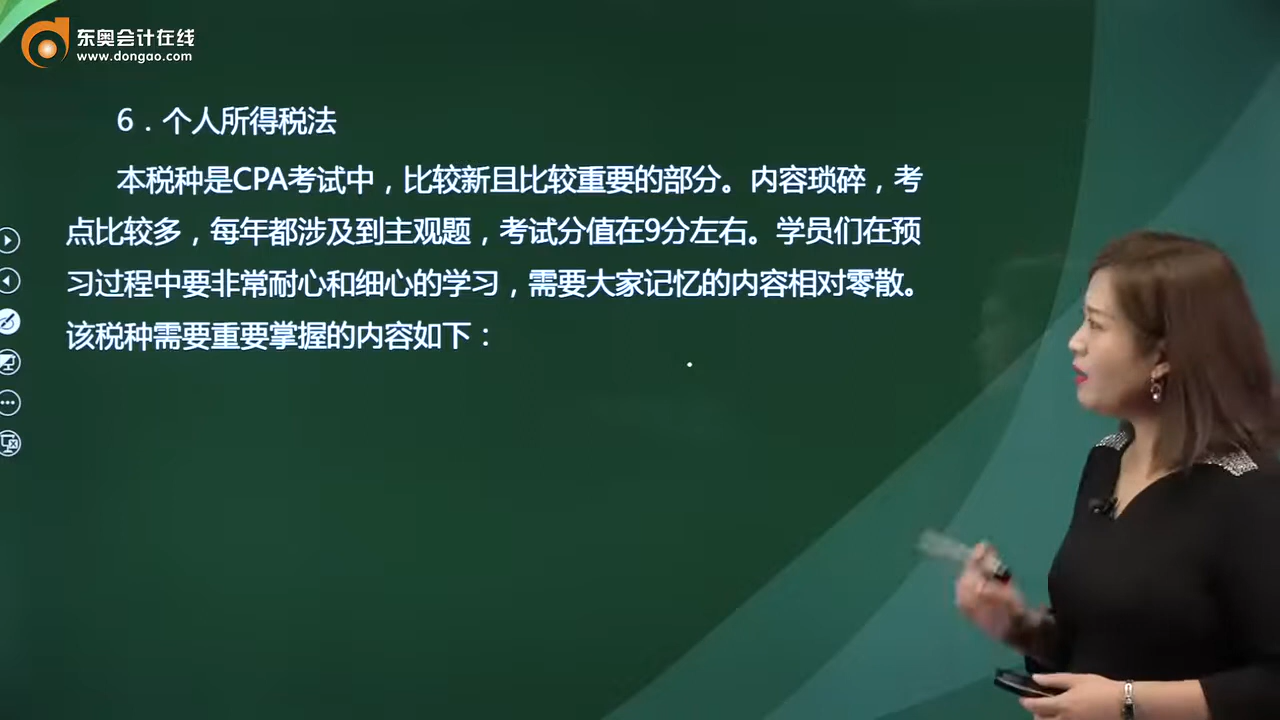 东奥会计在线
www.dongao.com
6．个人所得税法
本税种是CPA考试中，比较新且比较重要的部分。内容琐碎，考
点比较多，每年都涉及到主观题，考试分值在9分左右。学员们在预
习过程中要非常耐心和细心的学习，需要大家记忆的内容相对零散。
该税种需要重要掌握的内容如下：